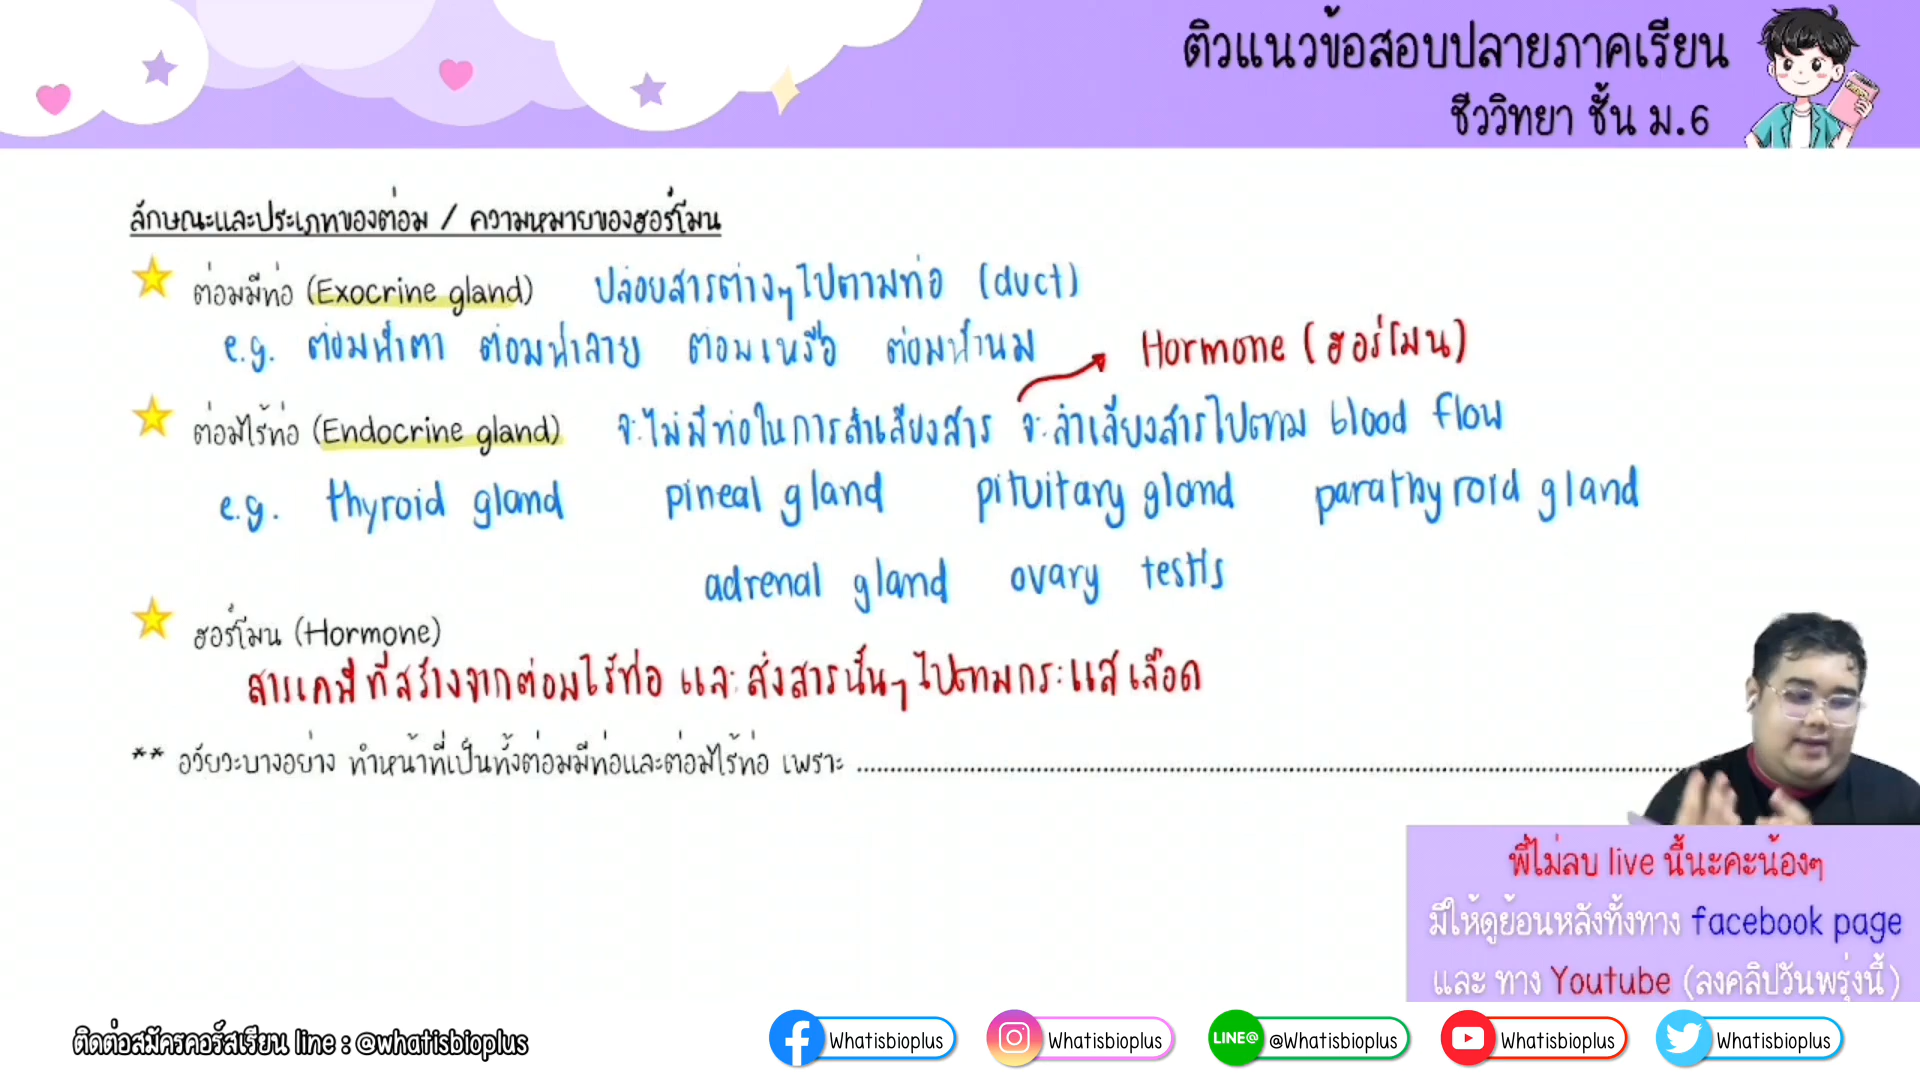 ติวแนวข้อสอบปลายภาคเรียน
ชีววิทยา ชั้น ม.6
ลักษณะและประเภทของต่อม / ความหมายของฮอร์โมน
ต่อมมีท่อ (Exocrine gland) ปล่อยสารต่างๆไปตามท่อ (duct)
e.g. ต่อมน้ำตา ต่อมน้ำลาย ต่อมเหงื่อ ต่อมน้ำนม Hormone (ฮอร์โมน)
ต่อมไร้ท่อ (Endocrine gland) จะไม่มีท่อในการลำเลียงสาร จะลำเลียงสารไปตาม blood flow
e.g. thyroid gland pineal gland pituitary gland parathyroid gland
adrenal gland ovary testis
ฮอร์โมน (Hormone)
สารเคมีที่สร้างจากต่อมไร้ท่อ และส่งสารนั้นๆไปตามกระแสเลือด
** อวัยวะบางอย่าง ทำหน้าที่เป็นทั้งต่อมมีท่อและต่อมไร้ท่อ เพราะ ........................................
พี่ไม่ลบ live นี้นะคะน้องๆ
มีให้ดูย้อนหลังทั้งทาง facebook page
และ ทาง Youtube (ลงคลิปวันพรุ่งนี้)
ติดต่อสมัครคอร์สเรียน line : @whatisbioplus
Whatisbioplus
Whatisbioplus
LINE@ @Whatisbioplus
Whatisbioplus
Whatisbioplus